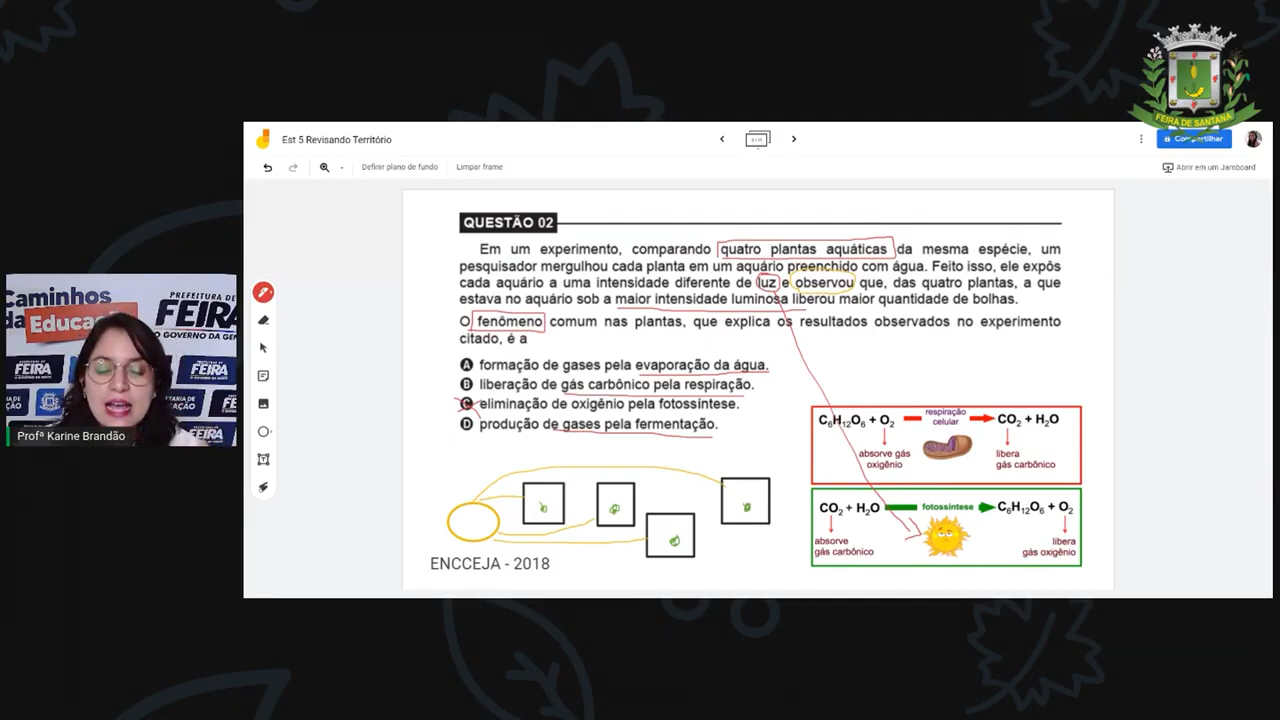 FEIRA DE SANTANA
Est 5 Revisando Território
Compartilhar
Definir plano de fundo
Limpar frame
Abrir em um Jamboard
QUESTÃO 02
Em um experimento, comparando quatro plantas aquáticas da mesma espécie, um
pesquisador mergulhou cada planta em um aquário preenchido com água. Feito isso, ele expôs
cada aquário a uma intensidade diferente de luz e observou que, das quatro plantas, a que
estava no aquário sob a maior intensidade luminosa liberou maior quantidade de bolhas.
O fenômeno comum nas plantas, que explica os resultados observados no experimento
citado, é a
A formação de gases pela evaporação da água.
B liberação de gás carbônico pela respiração.
C eliminação de oxigênio pela fotossíntese.
D produção de gases pela fermentação.
C₆H₁₂O₆ + O₂ respiração celular CO₂ + H₂O
absorve gás oxigênio
libera gás carbônico
CO₂ + H₂O fotossíntese C₆H₁₂O₆ + O₂
absorve gás carbônico
libera gás oxigênio
ENCCEJA - 2018
Caminhos
da Educação
PREFEITURA DE
FEIRA
O GOVERNO DA GEN
FEIRA
Profª Karine Brandão